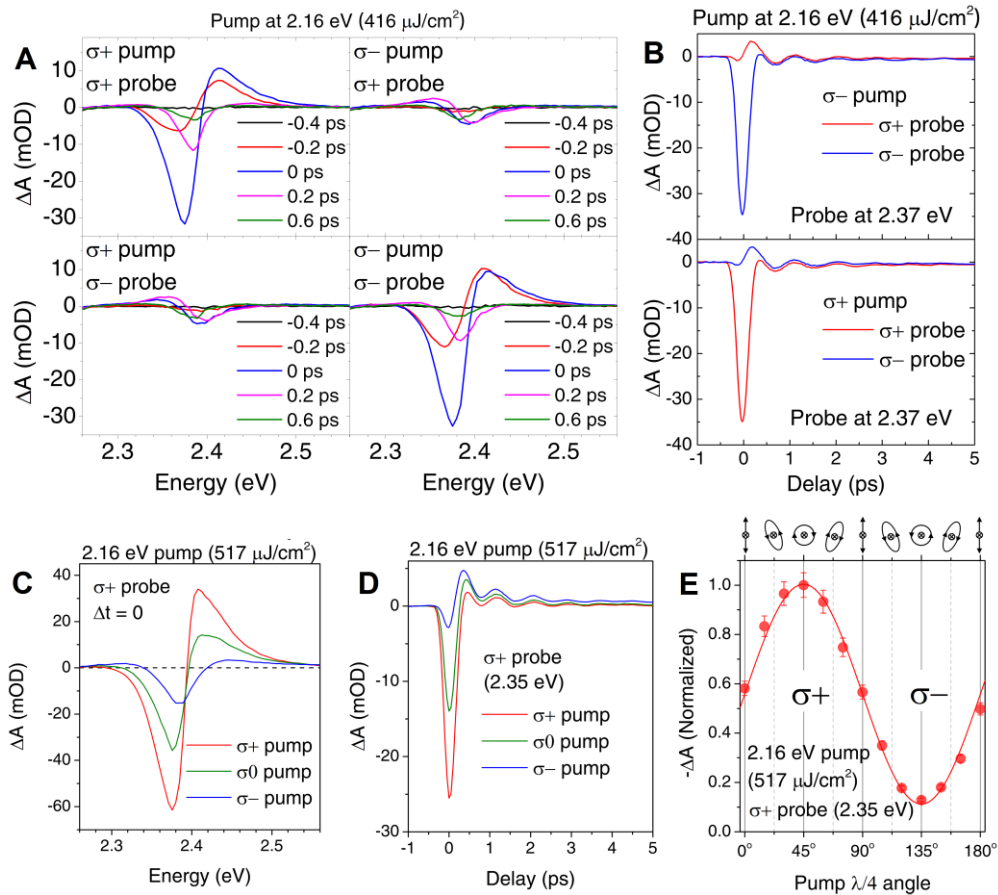 Pump at 2.16 eV (416 μJ/cm²)
A
σ+ pump
σ+ probe
-0.4 ps
-0.2 ps
0 ps
0.2 ps
0.6 ps
σ− pump
σ+ probe
-0.4 ps
-0.2 ps
0 ps
0.2 ps
0.6 ps
σ+ pump
σ− probe
-0.4 ps
-0.2 ps
0 ps
0.2 ps
0.6 ps
σ− pump
σ− probe
-0.4 ps
-0.2 ps
0 ps
0.2 ps
0.6 ps
10
0
-10
-20
-30
10
0
-10
-20
-30
ΔA (mOD)
ΔA (mOD)
2.3 2.4 2.5 2.3 2.4 2.5
Energy (eV) Energy (eV)
Pump at 2.16 eV (416 μJ/cm²)
B
σ− pump
σ+ probe
σ− probe
Probe at 2.37 eV
σ+ pump
σ+ probe
σ− probe
Probe at 2.37 eV
0
-10
-20
-30
-40
0
-10
-20
-30
-40
ΔA (mOD)
ΔA (mOD)
-1 0 1 2 3 4 5
Delay (ps)
C
2.16 eV pump (517 μJ/cm²)
σ+ probe
Δt = 0
σ+ pump
σ0 pump
σ− pump
40
20
0
-20
-40
-60
ΔA (mOD)
2.3 2.4 2.5
Energy (eV)
D
2.16 eV pump (517 μJ/cm²)
σ+ probe
(2.35 eV)
σ+ pump
σ0 pump
σ− pump
0
-10
-20
-30
ΔA (mOD)
-1 0 1 2 3 4 5
Delay (ps)
E
σ+ σ−
2.16 eV pump
(517 μJ/cm²)
σ+ probe (2.35 eV)
1.0
0.8
0.6
0.4
0.2
0.0
-ΔA (Normalized)
0° 45° 90° 135° 180°
Pump λ/4 angle